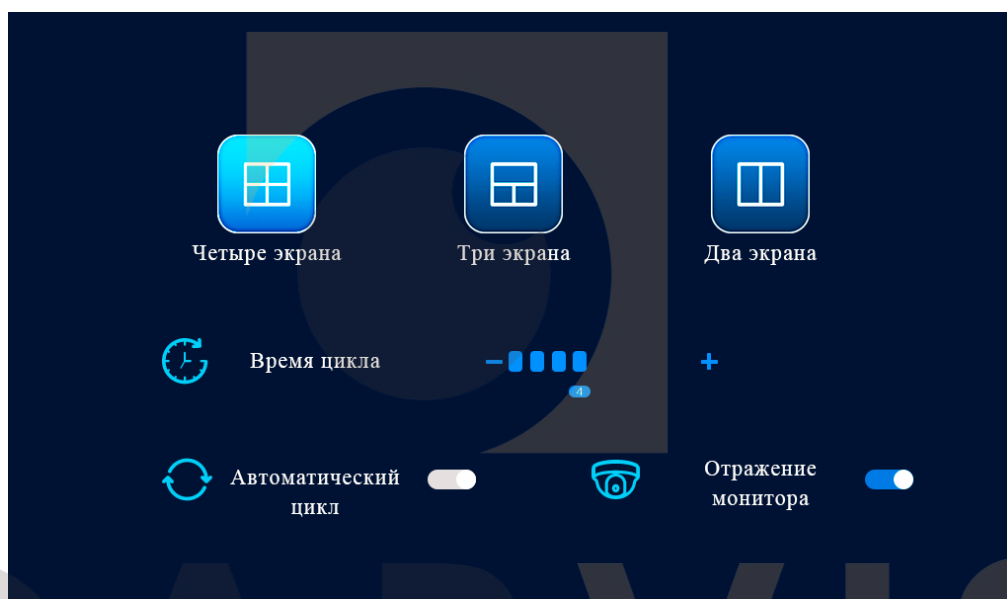 Четыре экрана
Три экрана
Два экрана
Время цикла
4
Автоматический
цикл
Отражение
монитора